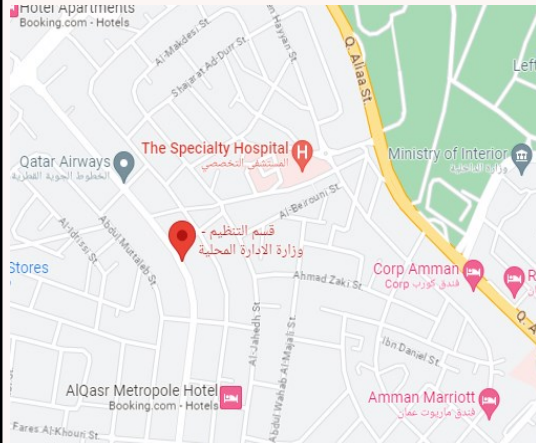 Hotel Apartments
Booking.com - Hotels
Al-Makdesi St.
Shajarat Ad-Durr St.
Hayyan St.
Q. Aliaa St.
Left
The Specialty Hospital
المستشفى التخصصي
H
Ministry of Interior
وزارة الداخلية
Qatar Airways
الخطوط الجوية القطرية
Al-Beirouni St.
قسم التنظيم -
وزارة الإدارة المحلية
Al-Idrissi St.
Abdul Muttaleb St.
Stores
Ahmad Zaki St.
Corp Amman
فندق كورب Corp
R
Q. A
Al-Jahedh St
Abdul Wahab Al-Majali St.
Ibn Daniel St.
AlQasr Metropole Hotel
Booking.com - Hotels
Amman Marriott
فندق ماريوت عمان
Fares Al-Khouri St.